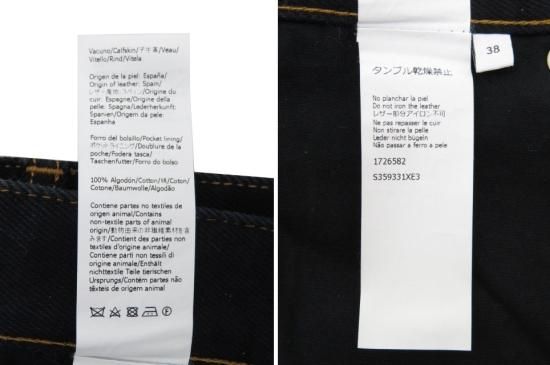 Vacuno/Calfskin/子牛革/Veau/
Vitello/Rind/Vitela
Origen de la piel: España/
Origin of leather: Spain/
レザー産地: スペイン/Origine du
cuir: Espagne/Origine della
pelle: Spagna/Lederherkunft:
Spanien/Origem da pele:
Espanha
Forro del bolsillo/Pocket lining/
ポケットライニング/Doublure de la
poche/Fodera tasca/
Taschenfutter/Forro do bolso
100% Algodón/Cotton/綿/Coton/
Cotone/Baumwolle/Algodão
Contiene partes no textiles de
origen animal/Contains
non-textile parts of animal
origin/動物由来の非繊維素材を含
みます/Contient des parties non
textiles d'origine animale/
Contiene parti non tessili di
origine animale/Enthält
nichttextile Teile tierischen
Ursprungs/Contém partes não
têxteis de origem animal
38
タンブル乾燥禁止
No planchar la piel
Do not iron the leather
レザー部分アイロン不可
Ne pas repasser le cuir
Non stirare la pelle
Leder nicht bügeln
Não passar a ferro a pele
1726582
S359331XE3